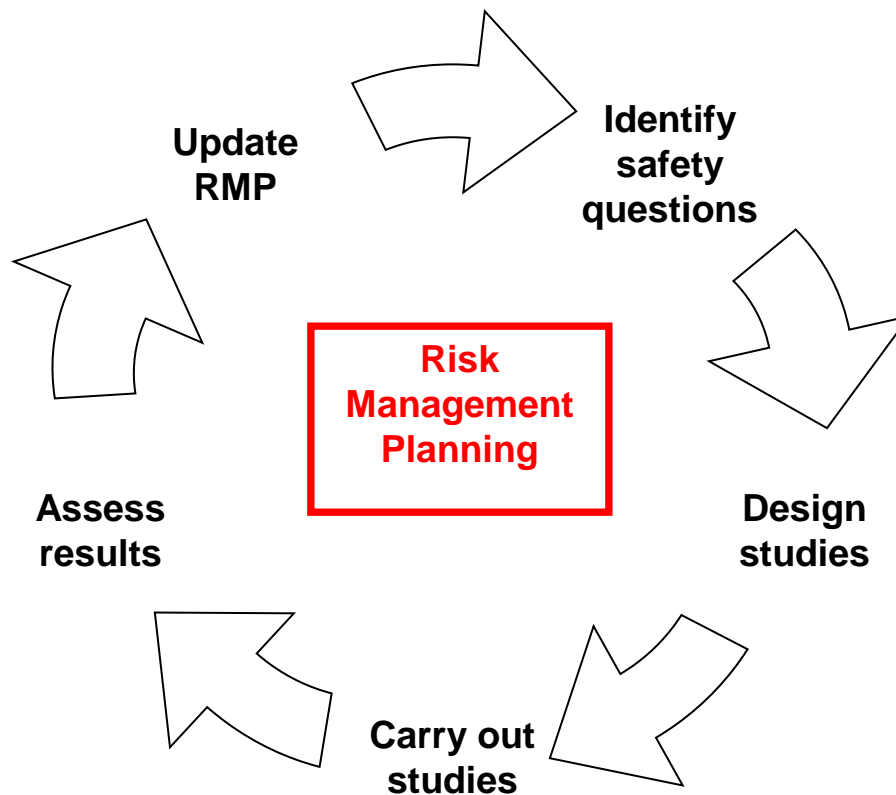 Update
RMP
Identify
safety
questions
Risk
Management
Planning
Assess
results
Design
studies
Carry out
studies